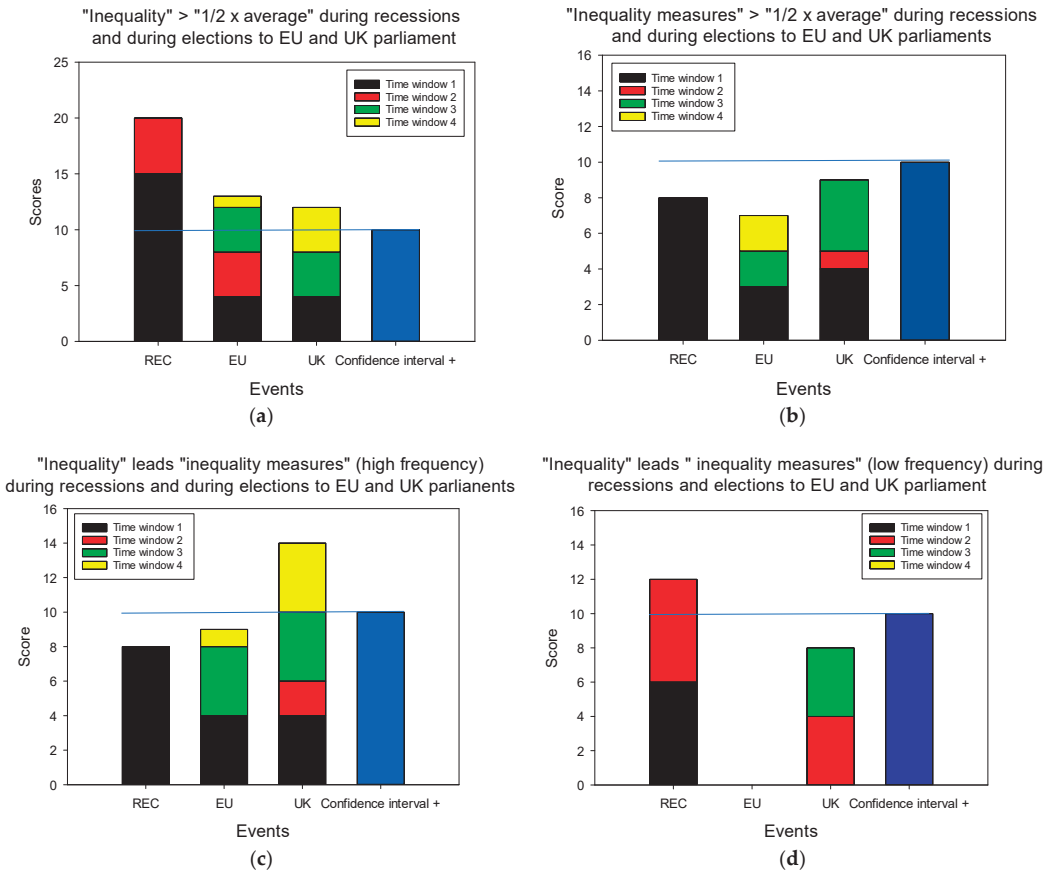 "Inequality" > "1/2 x average" during recessions
and during elections to EU and UK parliament
25
20
15
10
5
0
Scores
Time window 1
Time window 2
Time window 3
Time window 4
REC EU UK Confidence interval +
Events
(a)
"Inequality measures" > "1/2 x average" during recessions
and during elections to EU and UK parliaments
16
14
12
10
8
6
4
2
0
Score
Time window 1
Time window 2
Time window 3
Time window 4
REC EU UK Confidence interval +
Events
(b)
"Inequality" leads "inequality measures" (high frequency)
during recessions and during elections to EU and UK parlianents
16
14
12
10
8
6
4
2
0
Score
Time window 1
Time window 2
Time window 3
Time window 4
REC EU UK Confidence interval +
Events
(c)
"Inequality" leads " inequality measures" (low frequency) during
recessions and elections to EU and UK parliament
16
14
12
10
8
6
4
2
0
Score
Time window 1
Time window 2
Time window 3
Time window 4
REC EU UK Confidence interval +
Events
(d)